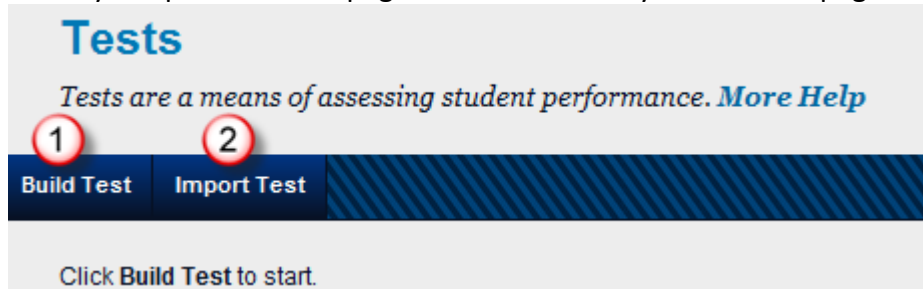 Tests
Tests are a means of assessing student performance. More Help
1 2
Build Test Import Test
Click Build Test to start.